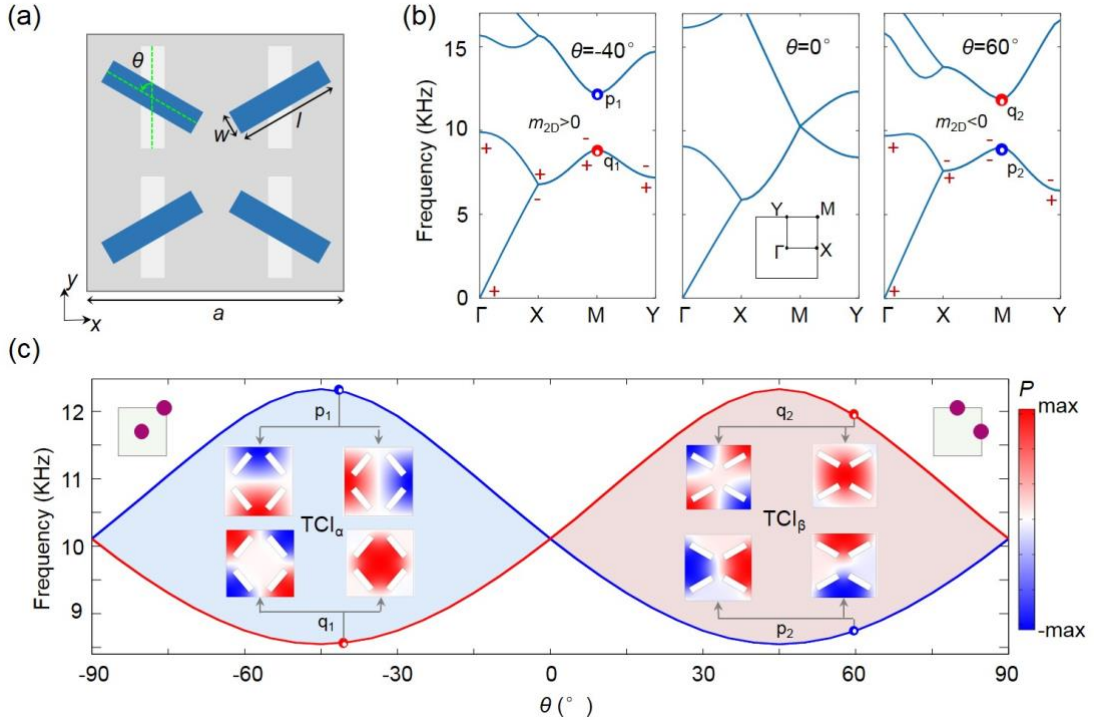 (a)
θ
w
l
y
x
a
(b)
Frequency (KHz)
15
10
5
0
θ=-40°
p₁
m2D>0
-
q₁
+
+
+
-
-
+
+
Γ X M Y
θ=0°
Y M
Γ X
Γ X M Y
θ=60°
q₂
m2D<0
-
-
p₂
+
-
+
-
+
+
Γ X M Y
(c)
Frequency (KHz)
12
11
10
9
p₁
TCIα
q₁
q₂
TCIβ
p₂
P
max
-max
-90 -60 -30 0 30 60 90
θ (°)